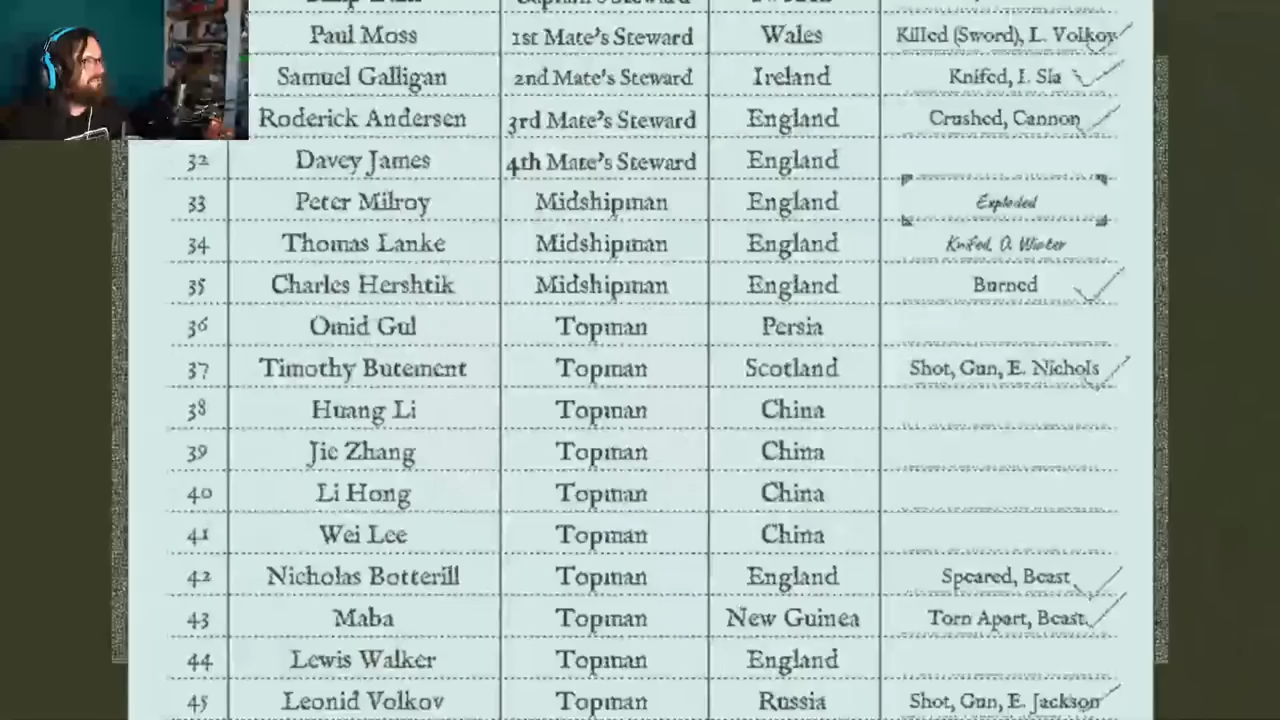 Paul Moss 1st Mate's Steward Wales Killed (Sword), L. Volkov
Samuel Galligan 2nd Mate's Steward Ireland Knifed, I. Sia
Roderick Andersen 3rd Mate's Steward England Crushed, Cannon
32 Davey James 4th Mate's Steward England
33 Peter Milroy Midshipman England Exploded
34 Thomas Lanke Midshipman England Knifed, O. Winter
35 Charles Hershtik Midshipman England Burned
36 Omid Gul Topman Persia
37 Timothy Butement Topman Scotland Shot, Gun, E. Nichols
38 Huang Li Topman China
39 Jie Zhang Topman China
40 Li Hong Topman China
41 Wei Lee Topman China
42 Nicholas Botterill Topman England Speared, Beast
43 Maba Topman New Guinea Torn Apart, Beast
44 Lewis Walker Topman England
45 Leonid Volkov Topman Russia Shot, Gun, E. Jackson